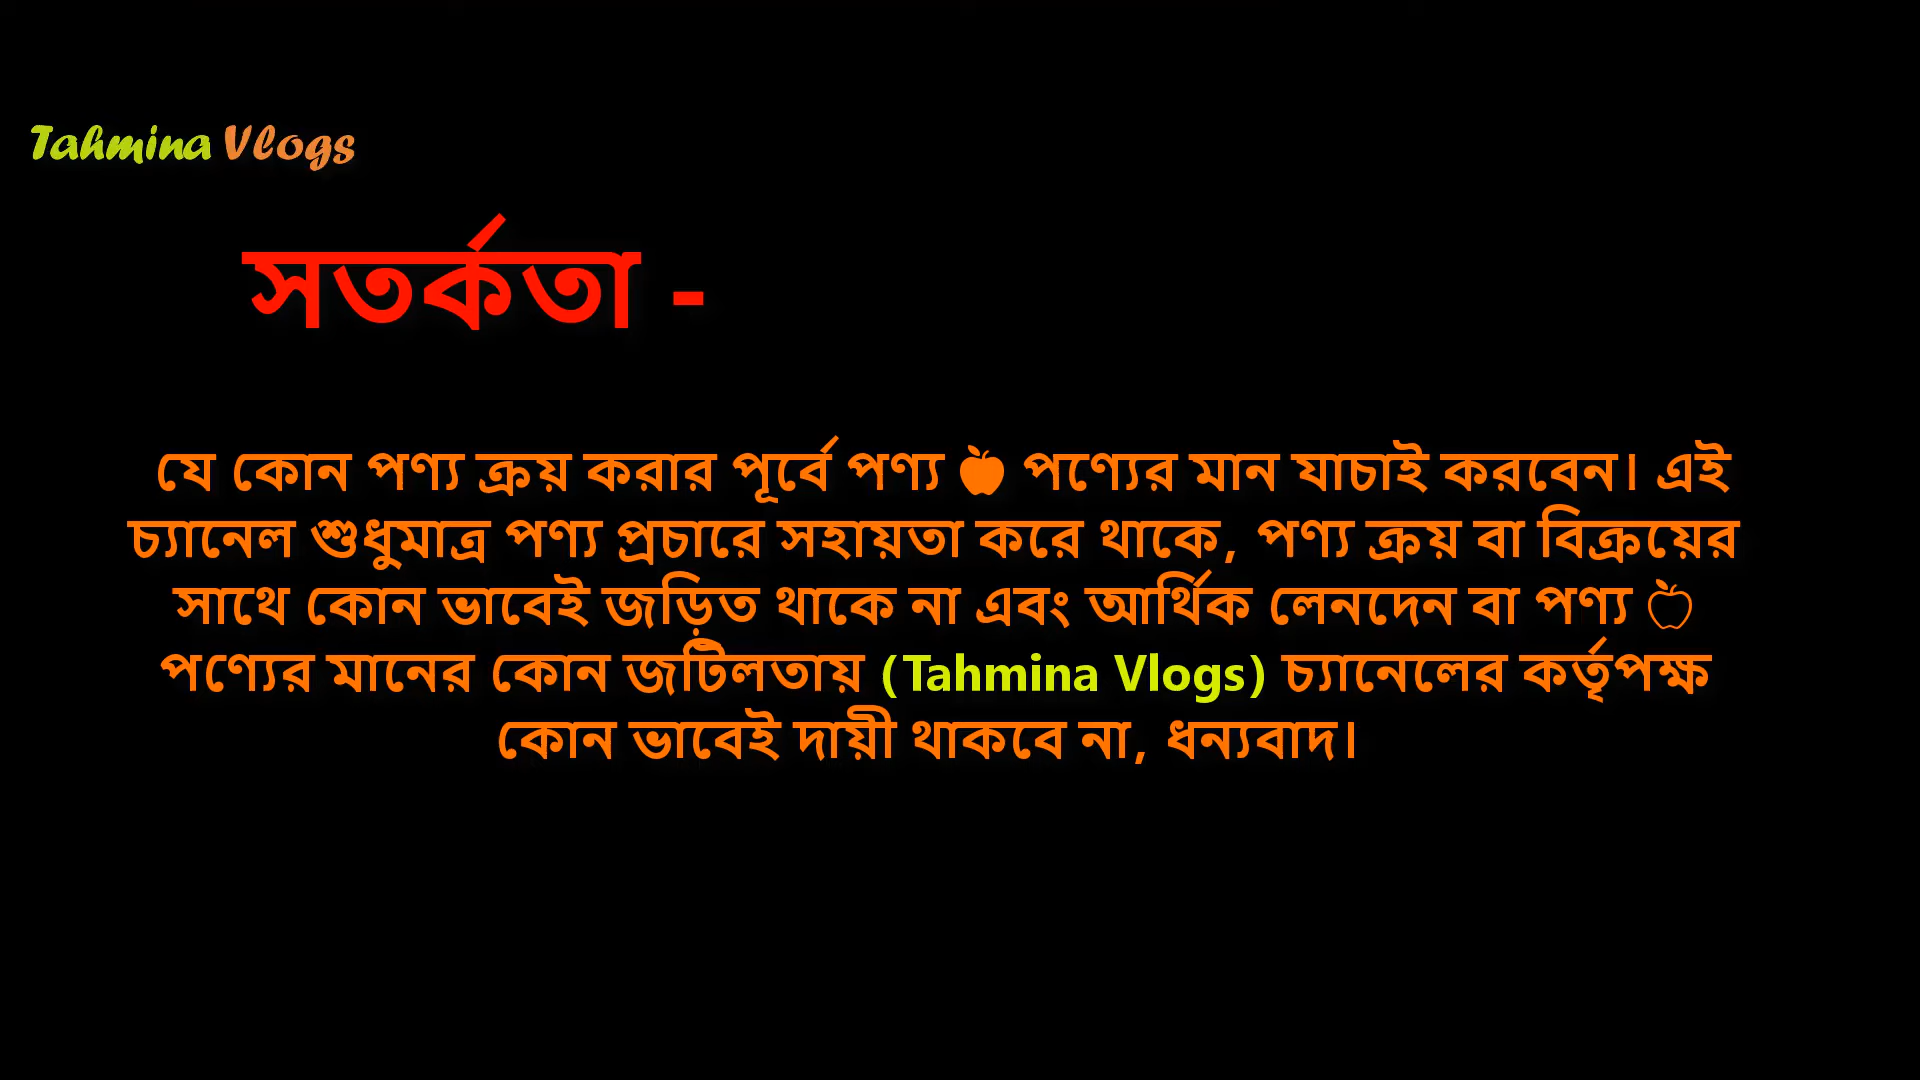 Tahmina Vlogs
সতর্কতা -
যে কোন পণ্য ক্রয় করার পূর্বে পণ্য 🍎 পণ্যের মান যাচাই করবেন। এই
চ্যানেল শুধুমাত্র পণ্য প্রচারে সহায়তা করে থাকে, পণ্য ক্রয় বা বিক্রয়ের
সাথে কোন ভাবেই জড়িত থাকে না এবং আর্থিক লেনদেন বা পণ্য 🍎
পণ্যের মানের কোন জটিলতায় (Tahmina Vlogs) চ্যানেলের কর্তৃপক্ষ
কোন ভাবেই দায়ী থাকবে না, ধন্যবাদ।